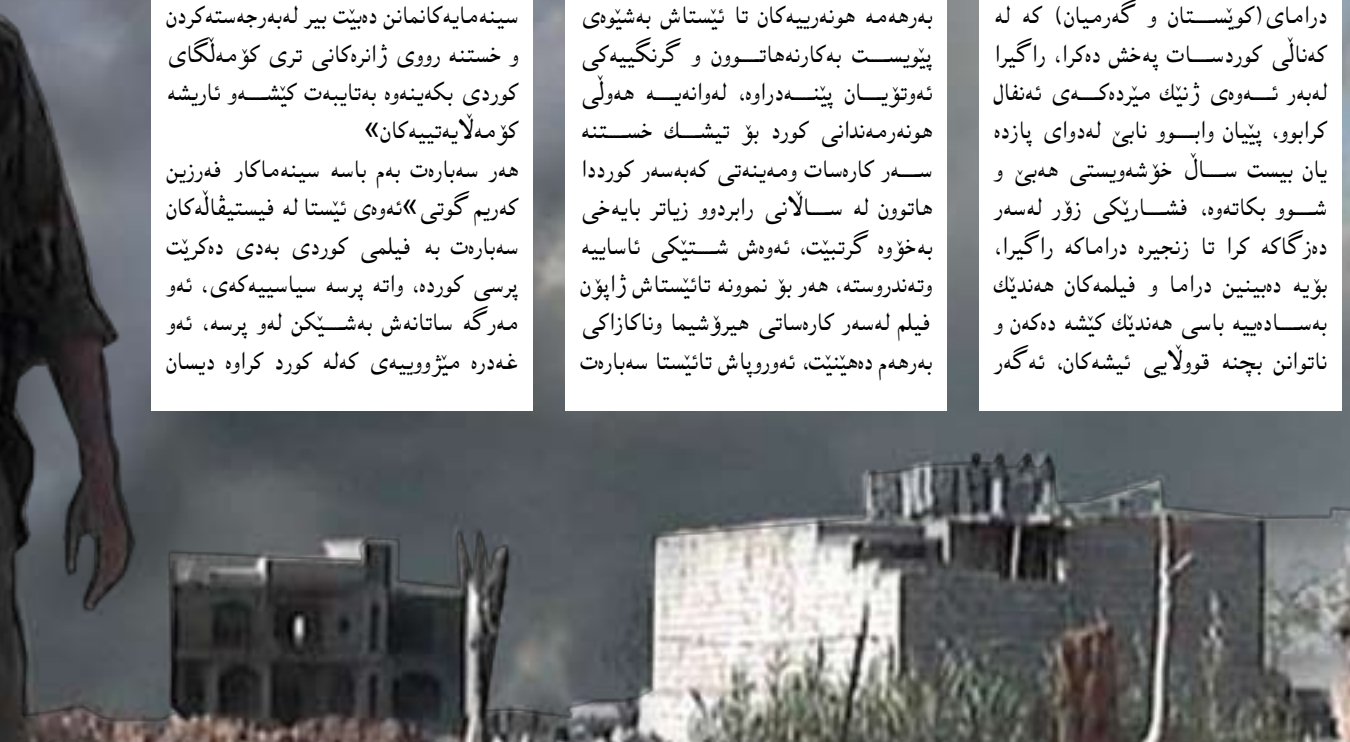 درامای (کوێستان و گەرمیان) کە لە
کەناڵی کوردسات پەخش دەکرا، راگیرا
لەبەر ئەوەی ژنێك مێردەکەی ئەنفال
کرابوو، پێیان وابوو نابێ لەدوای پازدە
یان بیست ساڵ خۆشەویستی هەبێ و
شوو بکاتەوە، فشارێکی زۆر لەسەر
دەزگاکە کرا تا زنجیرە دراماکە راگیرا،
بۆیە دەبینین دراما و فیلمەکان هەندێك
بەسادەییە باسی هەندێك کێشە دەکەن و
ناتوانن بچنە قووڵایی ئیشەکان، ئەگەر
بەرهەمە هونەرییەکان تا ئێستاش بەشێوەی
پێویست بەکارنەهاتوون و گرنگییەکی
ئەوتۆیان پێنەدراوە، لەوانەیە هەوڵی
هونەرمەندانی کورد بۆ تیشك خستنە
سەر کارەسات ومەینەتی کەبەسەر کورددا
هاتوون لە ساڵانی رابردوو زیاتر بایەخی
بەخۆوە گرتبێت، ئەوەش شتێکی ئاساییە
وتەندروستە، هەر بۆ نموونە تائێستاش ژاپۆن
فیلم لەسەر کارەساتی هیرۆشیما وناکازاکی
بەرهەم دەهێنێت، ئەوروپاش تائێستا سەبارەت
سینەمایەکانمانن دەبێت بیر لەبەرجەستەکردن
و خستنە رووی ژانرەکانی تری کۆمەڵگای
کوردی بکەینەوە بەتایبەت کێشەو ئاریشە
کۆمەڵایەتییەکان»
هەر سەبارەت بەم باسە سینەماکار فەرزین
کەریم گوتی »ئەوەی ئێستا لە فیستیڤاڵەکان
سەبارەت بە فیلمی کوردی بەدی دەکرێت
پرسی کوردە، واتە پرسە سیاسییەکەی، ئەو
مەرگە ساتانەش بەشێکن لەو پرسە، ئەو
غەدرە مێژووییەی کەلە کورد کراوە دیسان